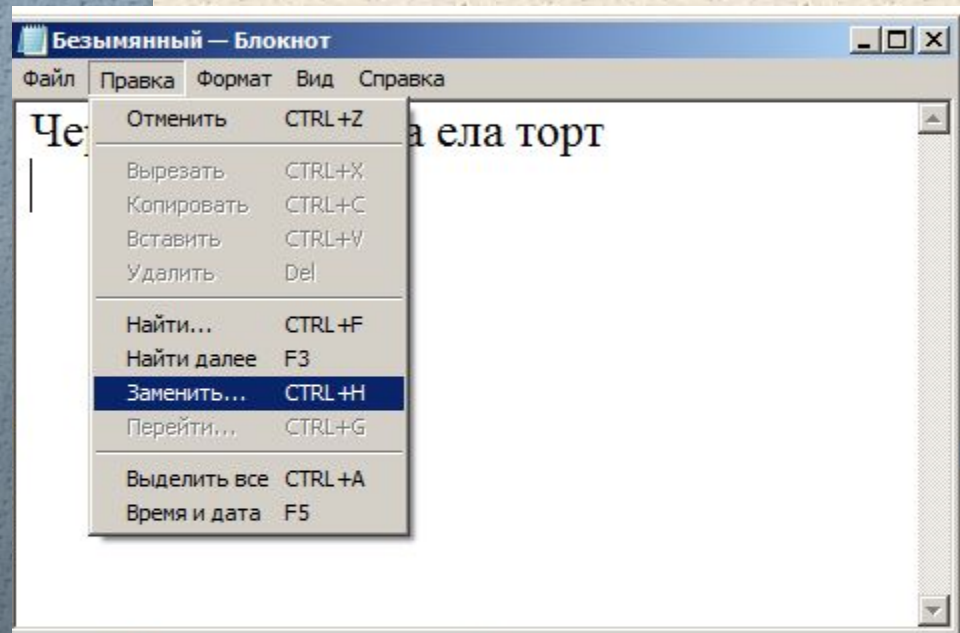 Безымянный — Блокнот
Файл Правка Формат Вид Справка
ела торт
Отменить CTRL+Z
Вырезать CTRL+X
Копировать CTRL+C
Вставить CTRL+V
Удалить Del
Найти... CTRL+F
Найти далее F3
Заменить... CTRL+H
Перейти... CTRL+G
Выделить все CTRL+A
Время и дата F5